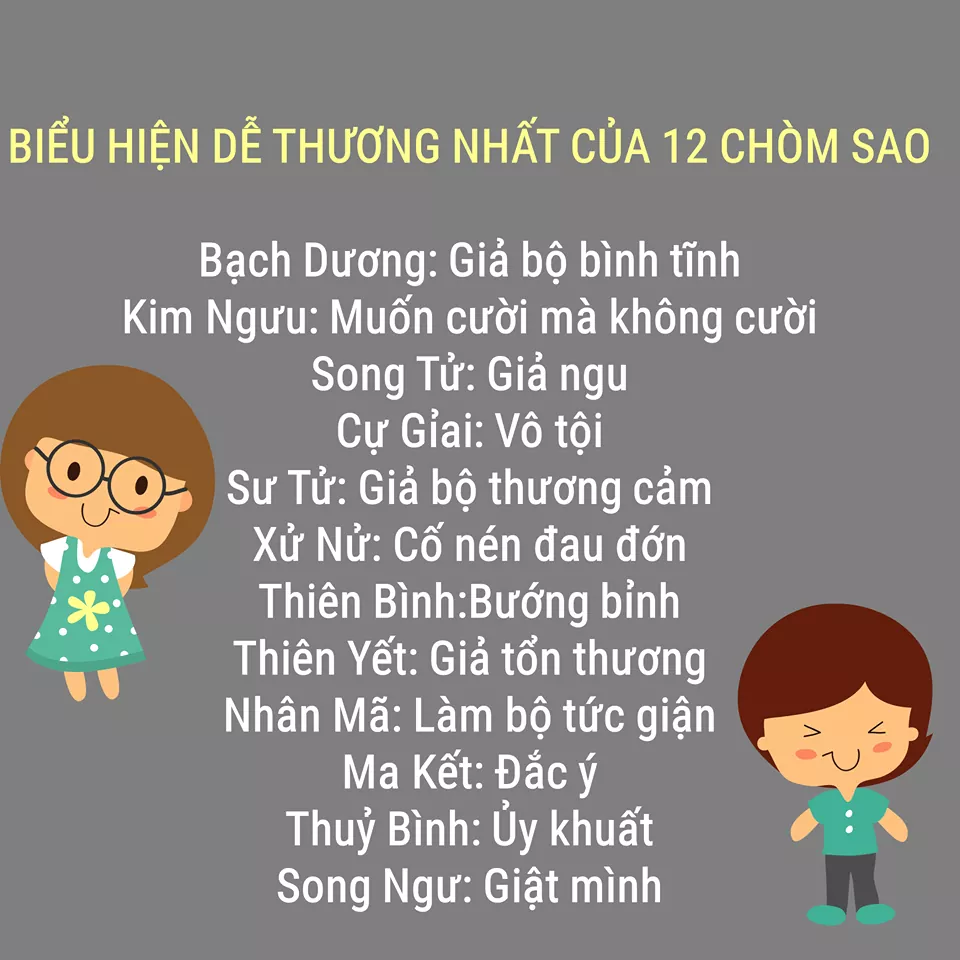 BIỂU HIỆN DỄ THƯƠNG NHẤT CỦA 12 CHÒM SAO
Bạch Dương: Giả bộ bình tĩnh
Kim Ngưu: Muốn cười mà không cười
Song Tử: Giả ngu
Cự Gỉai: Vô tội
Sư Tử: Giả bộ thương cảm
Xử Nử: Cố nén đau đớn
Thiên Bình:Bướng bỉnh
Thiên Yết: Giả tổn thương
Nhân Mã: Làm bộ tức giận
Ma Kết: Đắc ý
Thuỷ Bình: Ủy khuất
Song Ngư: Giật mình